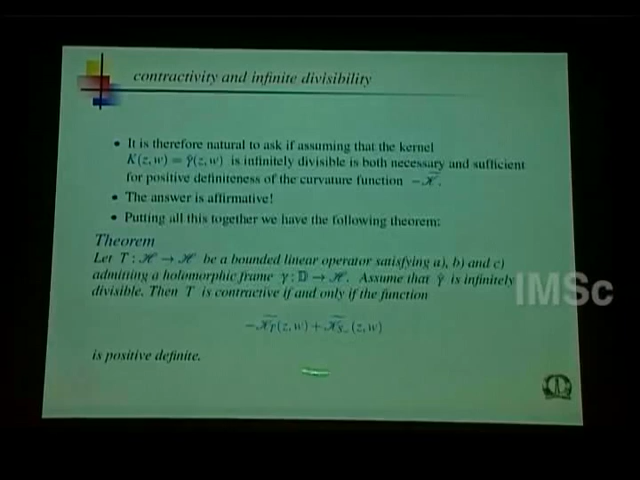 contractivity and infinite divisibility
• It is therefore natural to ask if assuming that the kernel
K(z, w) = γ̂(z, w) is infinitely divisible is both necessary and sufficient
for positive definiteness of the curvature function −𝒦̃.
• The answer is affirmative!
• Putting all this together we have the following theorem:
Theorem
Let T : ℋ → ℋ be a bounded linear operator satisfying a), b) and c)
admitting a holomorphic frame γ : 𝔻 → ℋ. Assume that γ̂ is infinitely
divisible. Then T is contractive if and only if the function
IMSc
−𝒦̃_T(z, w) + 𝒦̃_S₋(z, w)
is positive definite.